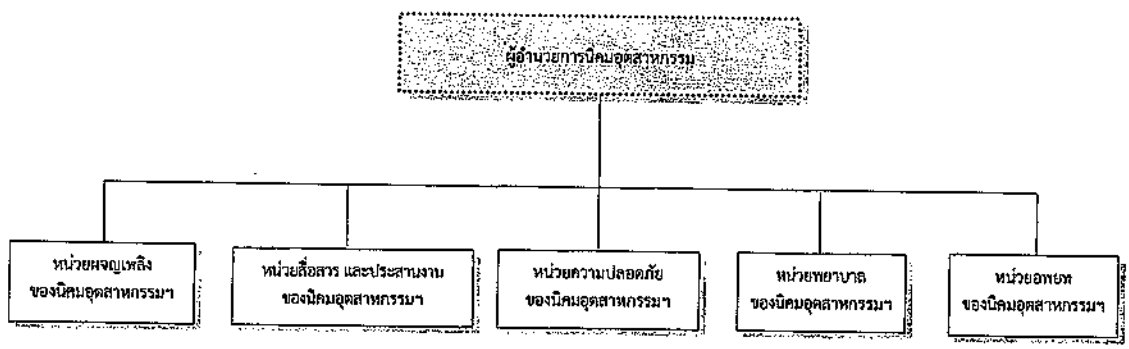 ผู้อำนวยการนิคมอุตสาหกรรม
หน่วยผจญเพลิง
ของนิคมอุตสาหกรรมฯ
หน่วยสื่อสาร และประสานงาน
ของนิคมอุตสาหกรรมฯ
หน่วยความปลอดภัย
ของนิคมอุตสาหกรรมฯ
หน่วยพยาบาล
ของนิคมอุตสาหกรรมฯ
หน่วยอพยพ
ของนิคมอุตสาหกรรมฯ